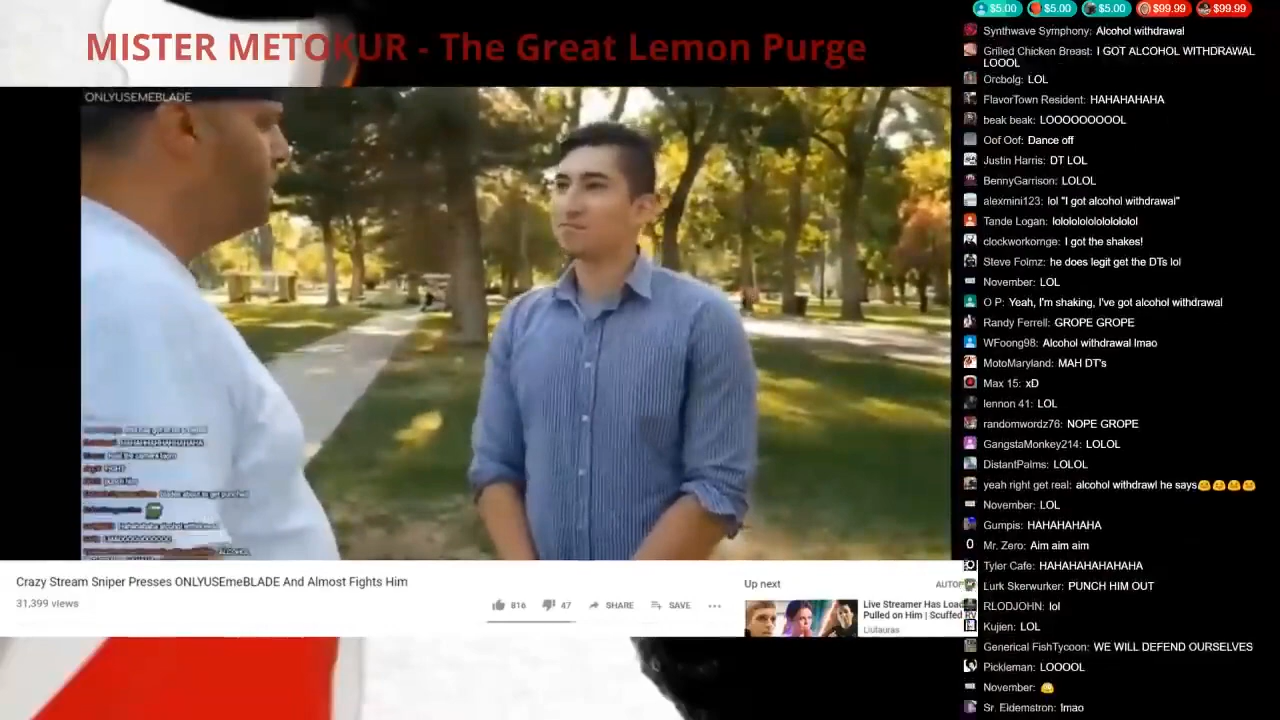 MISTER METOKUR - The Great Lemon Purge
$5.00 $5.00 $5.00 $99.99 $99.99
ONLYUSEMEBLADE
Crazy Stream Sniper Presses ONLYUSEmeBLADE And Almost Fights Him
31,399 views
816 47 SHARE SAVE
Up next AUTOP
Live Streamer Has Load
Pulled on Him | Scuffed RV
Liutauras
Synthwave Symphony: Alcohol withdrawal
Grilled Chicken Breast: I GOT ALCOHOL WITHDRAWAL
LOOOL
Orcbolg: LOL
FlavorTown Resident: HAHAHAHAHA
beak beak: LOOOOOOOOOL
Oof Oof: Dance off
Justin Harris: DT LOL
BennyGarrison: LOLOL
alexmini123: lol "I got alcohol withdrawal"
Tande Logan: lolololololololololol
clockworkornge: I got the shakes!
Steve Foimz: he does legit get the DTs lol
November: LOL
O P: Yeah, I'm shaking, I've got alcohol withdrawal
Randy Ferrell: GROPE GROPE
WFoong98: Alcohol withdrawal lmao
MotoMaryland: MAH DT's
Max 15: xD
lennon 41: LOL
randomwordz76: NOPE GROPE
GangstaMonkey214: LOLOL
DistantPalms: LOLOL
yeah right get real: alcohol withdrawl he says
November: LOL
Gumpis: HAHAHAHAHA
Mr. Zero: Aim aim aim
Tyler Cafe: HAHAHAHAHAHAHA
Lurk Skerwurker: PUNCH HIM OUT
RLODJOHN: lol
Kujien: LOL
Generical FishTycoon: WE WILL DEFEND OURSELVES
Pickleman: LOOOOL
November:
Sr. Eldemstron: lmao